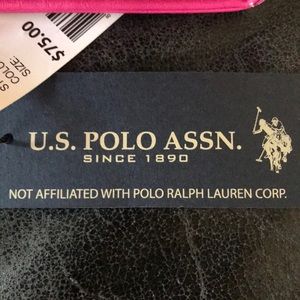 $75.00
SIZE:
U.S. POLO ASSN.
SINCE 1890
NOT AFFILIATED WITH POLO RALPH LAUREN CORP.